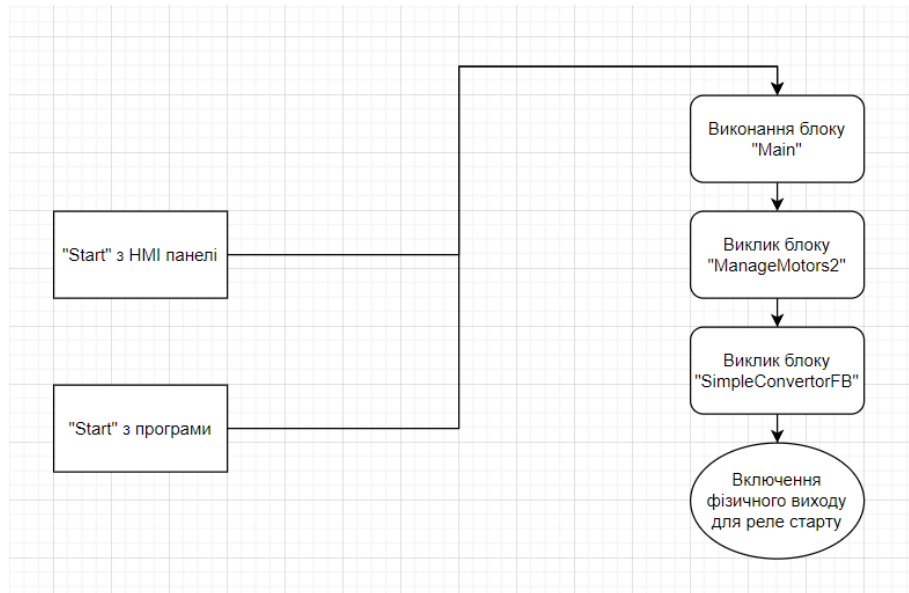 Виконання блоку
"Main"
"Start" з HMI панелі
Виклик блоку
"ManageMotors2"
Виклик блоку
"SimpleConvertorFB"
"Start" з програми
Включення
фізичного виходу
для реле старту